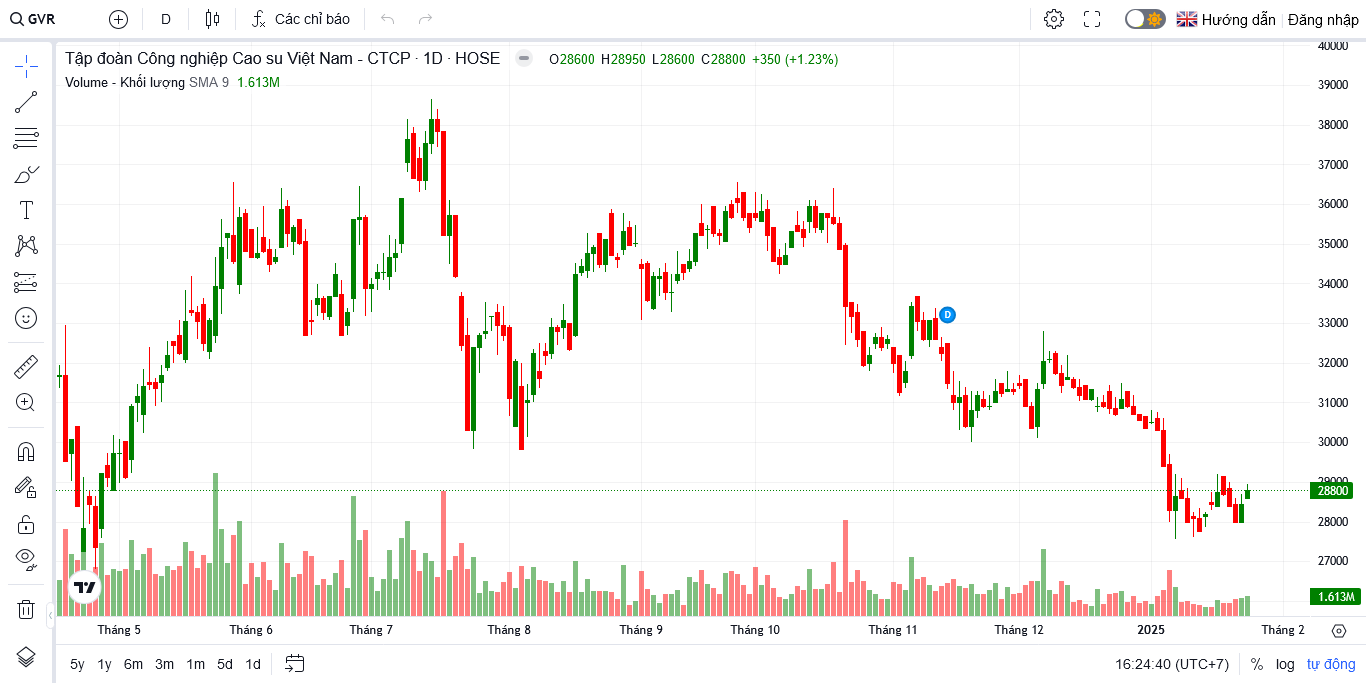 GVR D Các chỉ báo Hướng dẫn Đăng nhập
Tập đoàn Công nghiệp Cao su Việt Nam - CTCP · 1D · HOSE O28600 H28950 L28600 C28800 +350 (+1.23%)
Volume - Khối lượng SMA 9 1.613M
40000
39000
38000
37000
36000
35000
34000
33000
D
32000
31000
30000
29000
28800
28000
27000
1.613M
Tháng 5 Tháng 6 Tháng 7 Tháng 8 Tháng 9 Tháng 10 Tháng 11 Tháng 12 2025 Tháng 2
5y 1y 6m 3m 1m 5d 1d 16:24:40 (UTC+7) % log tự động